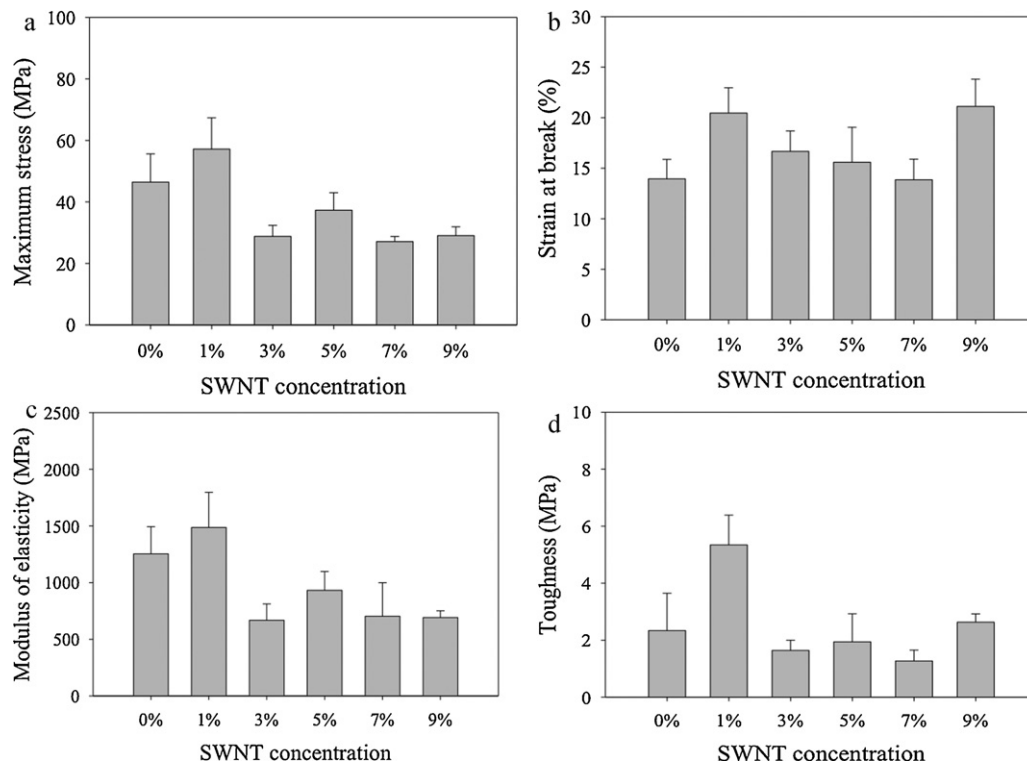 a
Maximum stress (MPa)
100
80
60
40
20
0
0% 1% 3% 5% 7% 9%
SWNT concentration
b
Strain at break (%)
30
25
20
15
10
5
0
0% 1% 3% 5% 7% 9%
SWNT concentration
c
Modulus of elasticity (MPa)
2500
2000
1500
1000
500
0
0% 1% 3% 5% 7% 9%
SWNT concentration
d
Toughness (MPa)
10
8
6
4
2
0
0% 1% 3% 5% 7% 9%
SWNT concentration